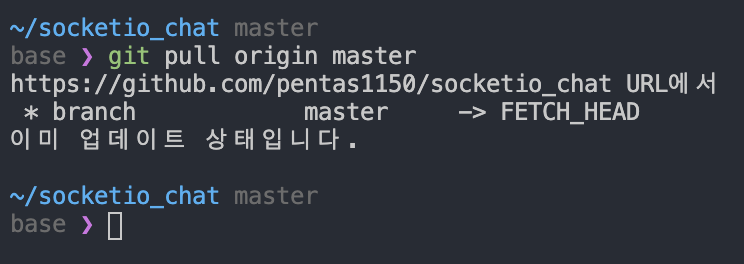 ~/socketio_chat master
base ❯ git pull origin master
https://github.com/pentas1150/socketio_chat URL에서
 * branch            master     -> FETCH_HEAD
이미 업데이트 상태입니다.
~/socketio_chat master
base ❯